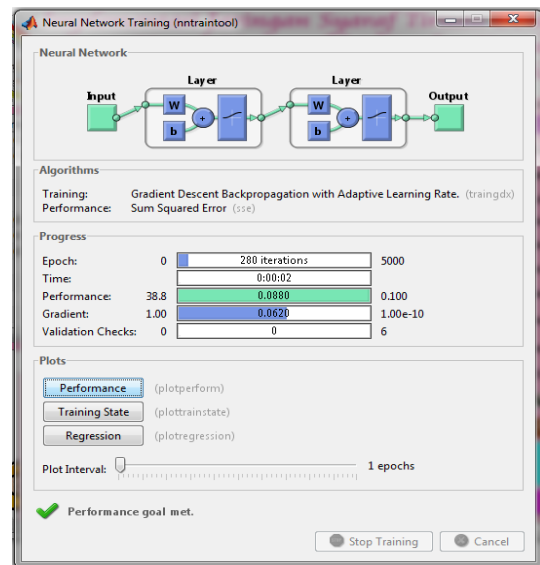 Neural Network Training (nntraintool)
Neural Network
Layer Layer
Input W b + W b + Output
Algorithms
Training: Gradient Descent Backpropagation with Adaptive Learning Rate. (traingdx)
Performance: Sum Squared Error (sse)
Progress
Epoch: 0 280 iterations 5000
Time: 0:00:02
Performance: 38.8 0.0880 0.100
Gradient: 1.00 0.0620 1.00e-10
Validation Checks: 0 0 6
Plots
Performance (plotperform)
Training State (plottrainstate)
Regression (plotregression)
Plot Interval: 1 epochs
Performance goal met.
Stop Training Cancel